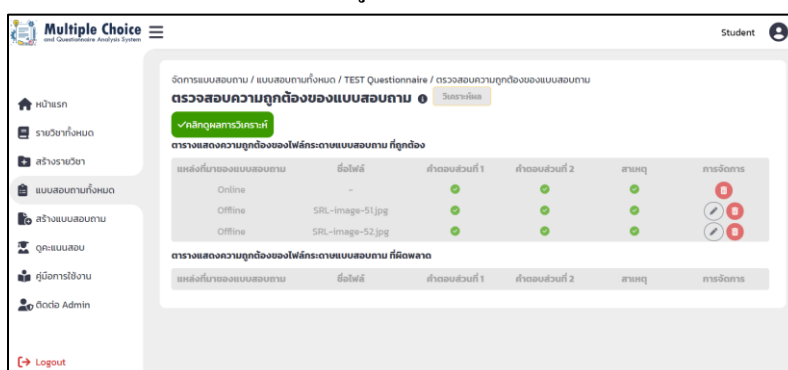 Multiple Choice
and Questionnaire Analysis System
Student
หน้าแรก
รายวิชาทั้งหมด
สร้างรายวิชา
แบบสอบถามทั้งหมด
สร้างแบบสอบถาม
ดูคะแนนสอบ
คู่มือการใช้งาน
ติดต่อ Admin
Logout
จัดการแบบสอบถาม / แบบสอบถามทั้งหมด / TEST Questionnaire / ตรวจสอบความถูกต้องของแบบสอบถาม
ตรวจสอบความถูกต้องของแบบสอบถาม วิเคราะห์ผล
คลิกดูผลการวิเคราะห์
ตารางแสดงความถูกต้องของไฟล์กระดาษแบบสอบถาม ที่ถูกต้อง
แหล่งที่มาของแบบสอบถาม ชื่อไฟล์ คำตอบส่วนที่ 1 คำตอบส่วนที่ 2 สาเหตุ การจัดการ
Online -
Offline SRL-image-51.jpg
Offline SRL-image-52.jpg
ตารางแสดงความถูกต้องของไฟล์กระดาษแบบสอบถาม ที่ผิดพลาด
แหล่งที่มาของแบบสอบถาม ชื่อไฟล์ คำตอบส่วนที่ 1 คำตอบส่วนที่ 2 สาเหตุ การจัดการ